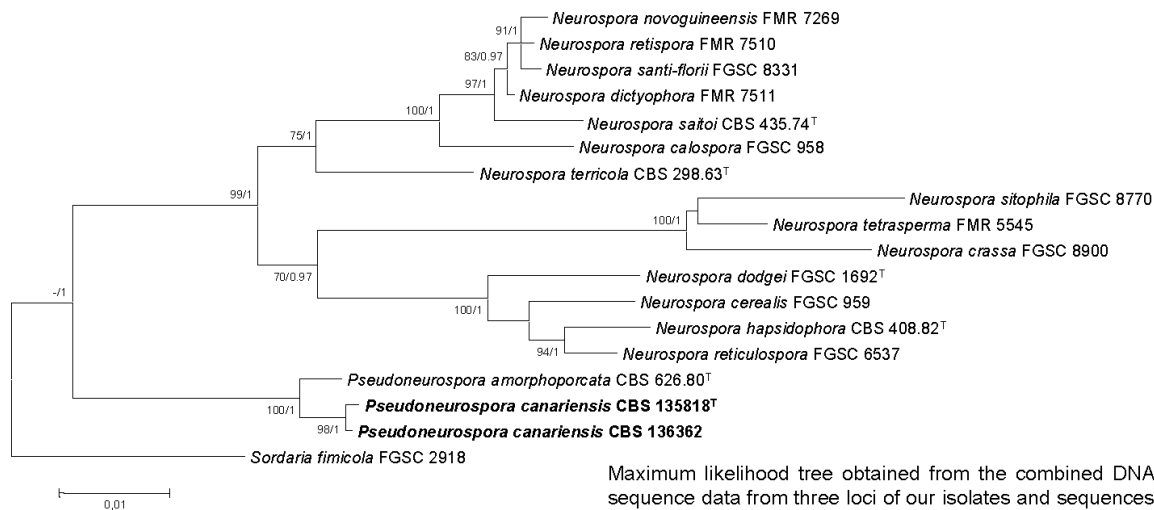 Neurospora novoguineensis FMR 7269
91/1
Neurospora retispora FMR 7510
83/0.97
Neurospora santi-florii FGSC 8331
97/1
Neurospora dictyophora FMR 7511
100/1
Neurospora saitoi CBS 435.74ᵀ
75/1
Neurospora calospora FGSC 958
Neurospora terricola CBS 298.63ᵀ
99/1
Neurospora sitophila FGSC 8770
100/1
Neurospora tetrasperma FMR 5545
Neurospora crassa FGSC 8900
70/0.97
Neurospora dodgei FGSC 1692ᵀ
-/1
Neurospora cerealis FGSC 959
100/1
Neurospora hapsidophora CBS 408.82ᵀ
94/1
Neurospora reticulospora FGSC 6537
Pseudoneurospora amorphoporcata CBS 626.80ᵀ
100/1
Pseudoneurospora canariensis CBS 135818ᵀ
98/1
Pseudoneurospora canariensis CBS 136362
Sordaria fimicola FGSC 2918
0,01
Maximum likelihood tree obtained from the combined DNA
sequence data from three loci of our isolates and sequences